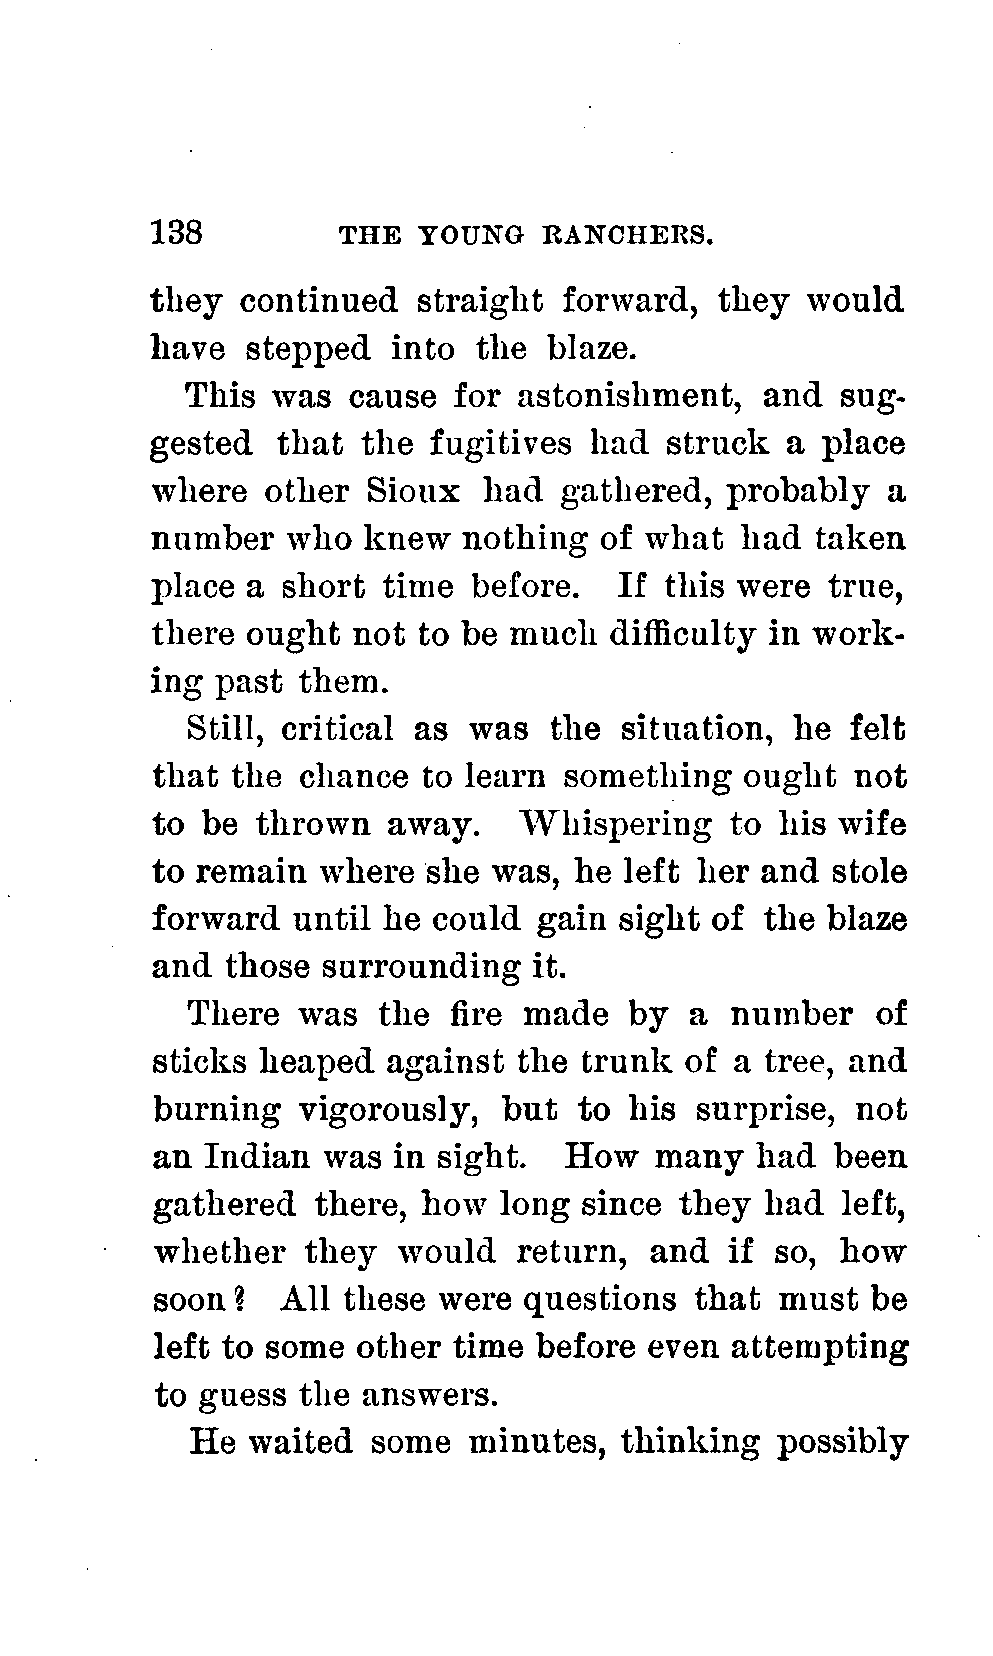 138 THE YOUNG RANCHERS.
they continued straight forward, they would
have stepped into the blaze.
This was cause for astonishment, and sug-
gested that the fugitives had struck a place
where other Sioux had gathered, probably a
number who knew nothing of what had taken
place a short time before. If this were true,
there ought not to be much difficulty in work-
ing past them.
Still, critical as was the situation, he felt
that the chance to learn something ought not
to be thrown away. Whispering to his wife
to remain where she was, he left her and stole
forward until he could gain sight of the blaze
and those surrounding it.
There was the fire made by a number of
sticks heaped against the trunk of a tree, and
burning vigorously, but to his surprise, not
an Indian was in sight. How many had been
gathered there, how long since they had left,
whether they would return, and if so, how
soon? All these were questions that must be
left to some other time before even attempting
to guess the answers.
He waited some minutes, thinking possibly